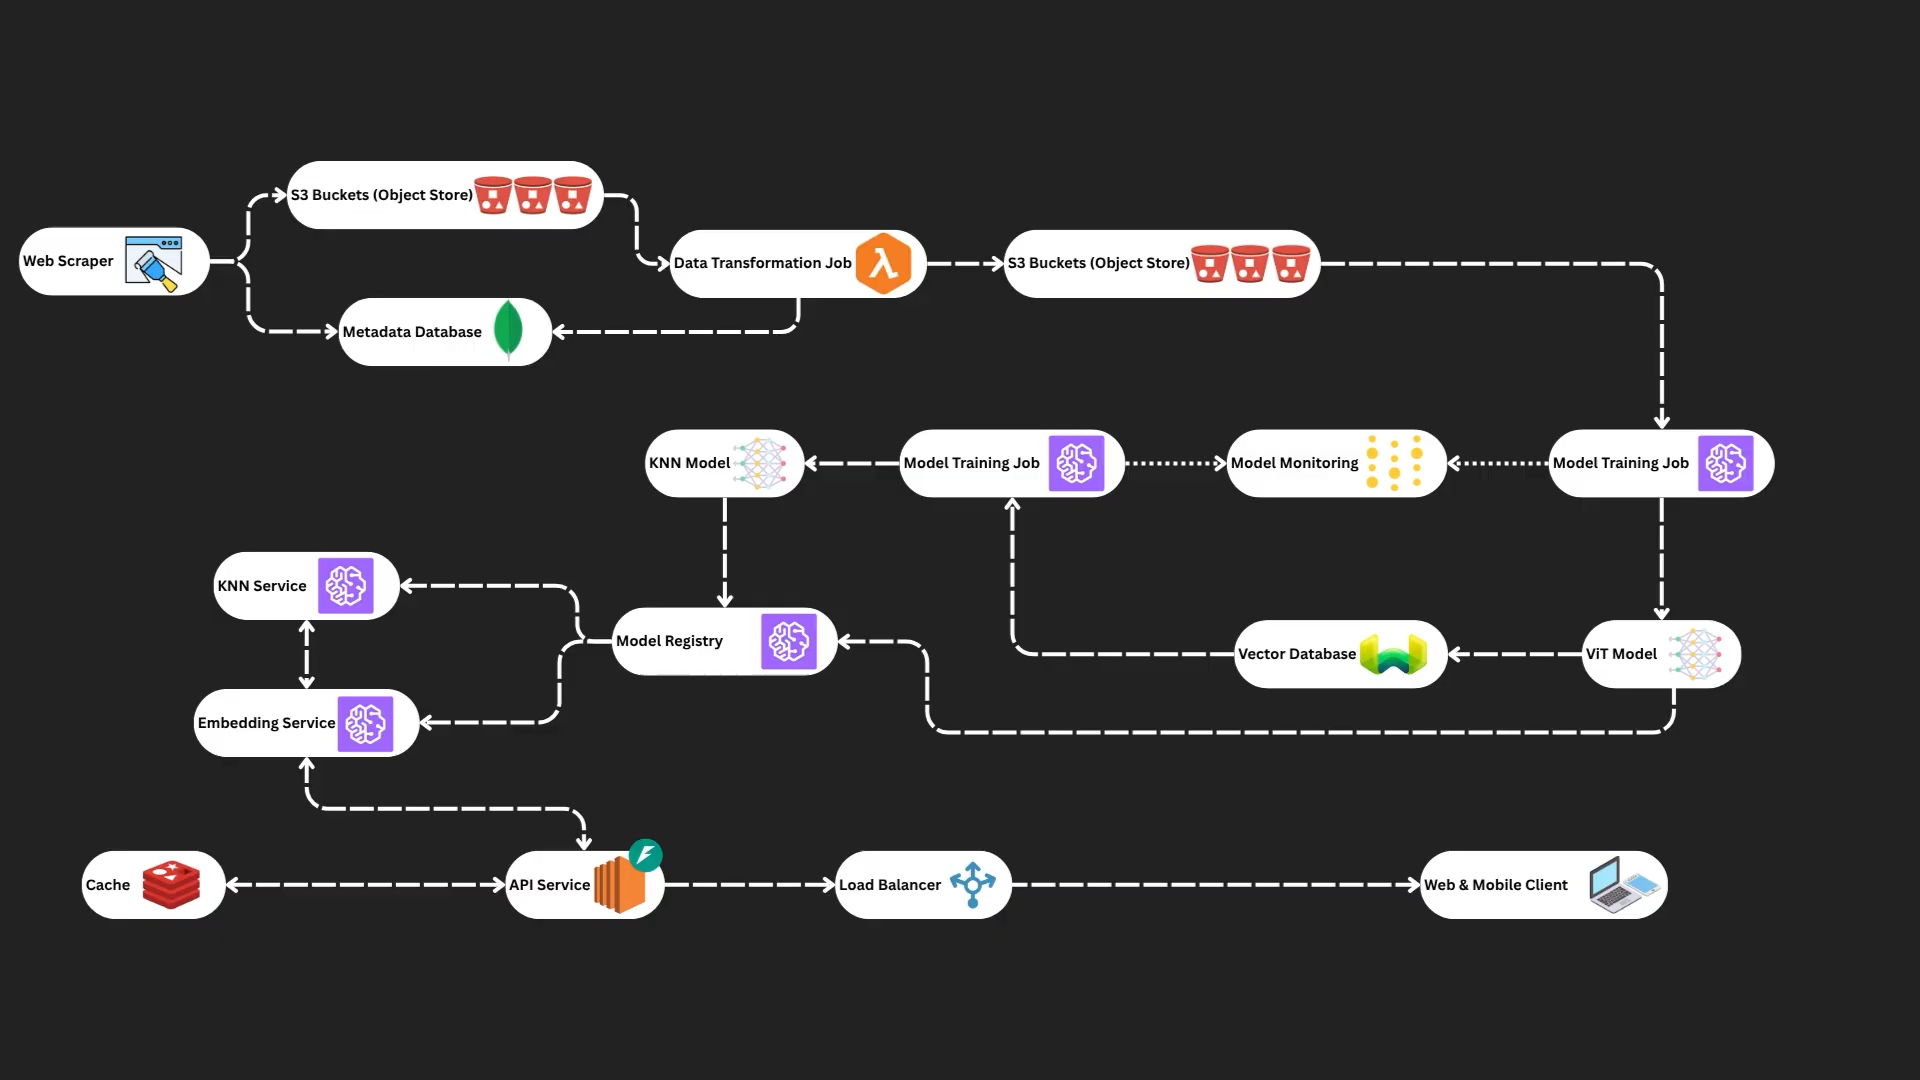 S3 Buckets (Object Store)
Web Scraper
Data Transformation Job
S3 Buckets (Object Store)
Metadata Database
KNN Model
Model Training Job
Model Monitoring
Model Training Job
KNN Service
Model Registry
Vector Database
ViT Model
Embedding Service
Cache
API Service
Load Balancer
Web & Mobile Client